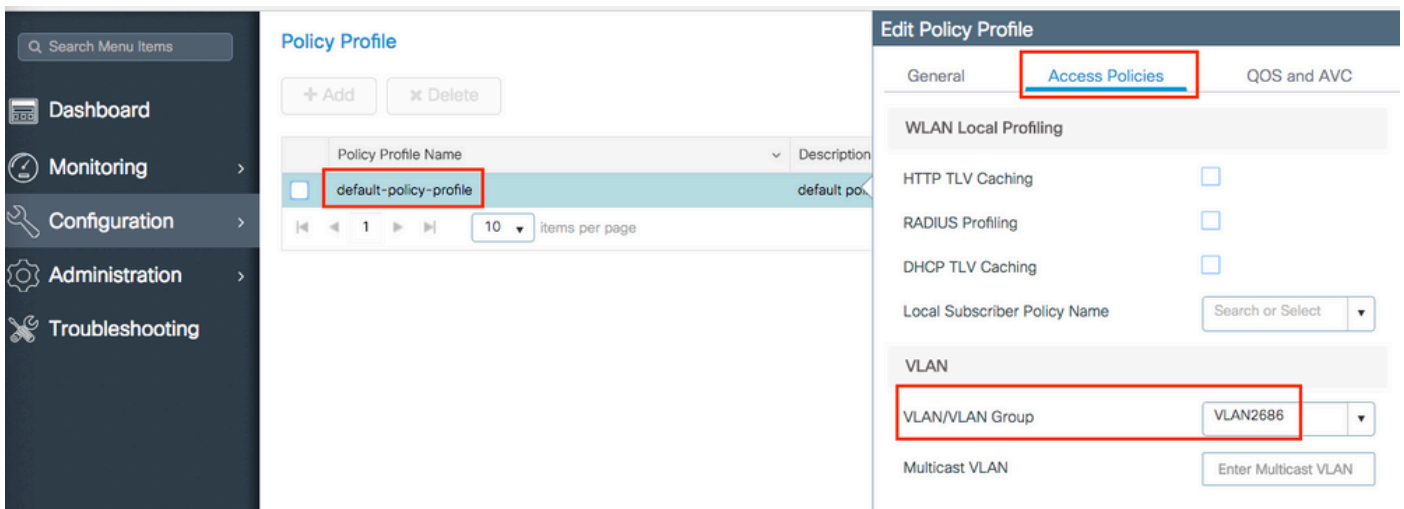 Search Menu Items
Dashboard
Monitoring
Configuration
Administration
Troubleshooting
Policy Profile
+ Add
× Delete
Policy Profile Name
Description
default-policy-profile
default po
1
10
items per page
Edit Policy Profile
General
Access Policies
QOS and AVC
WLAN Local Profiling
HTTP TLV Caching
RADIUS Profiling
DHCP TLV Caching
Local Subscriber Policy Name
Search or Select
VLAN
VLAN/VLAN Group
VLAN2686
Multicast VLAN
Enter Multicast VLAN